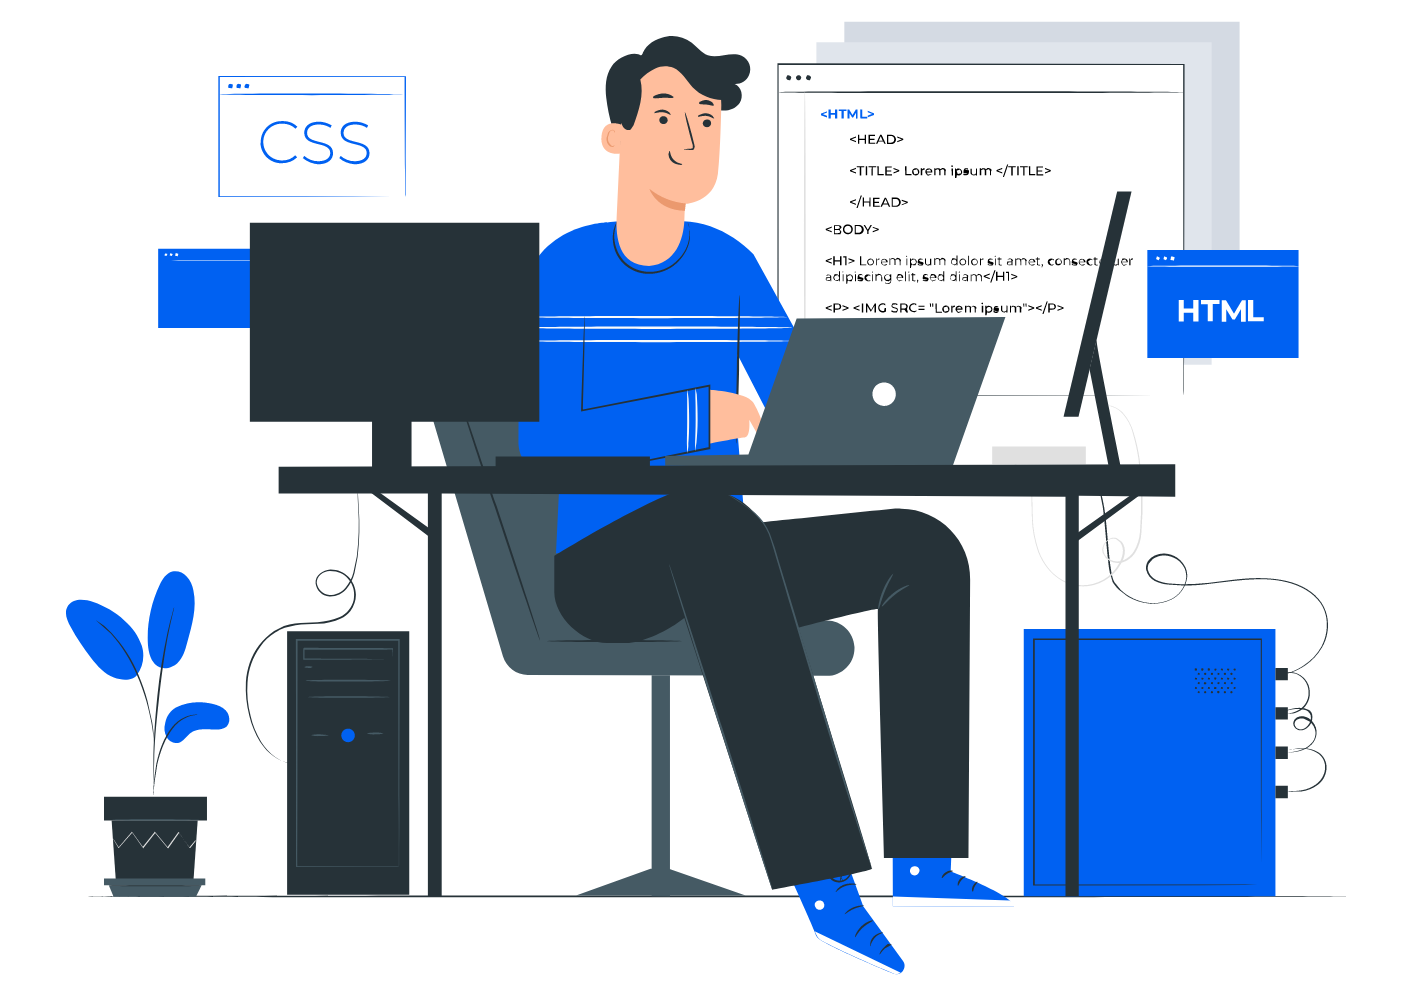 CSS
<HTML>
<HEAD>
<TITLE> Lorem ipsum </TITLE>
</HEAD>
<BODY>
<H1> Lorem ipsum dolor sit amet, consectetuer
adipiscing elit, sed diam</H1>
<P> <IMG SRC= "Lorem ipsum"></P>
HTML